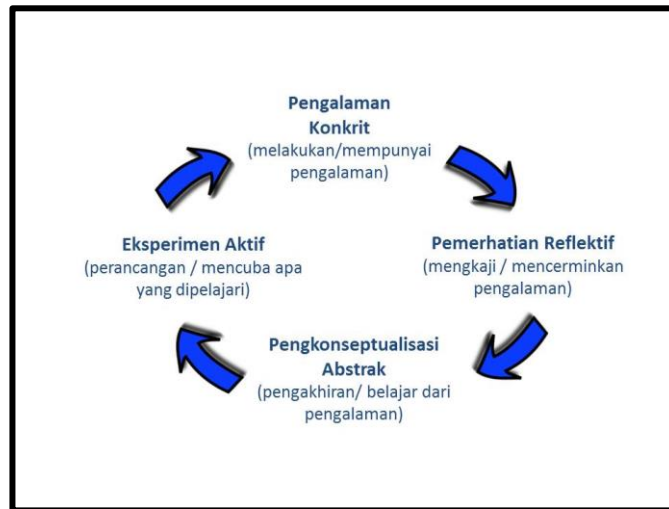 Pengalaman
Konkrit
(melakukan/mempunyai
pengalaman)
Eksperimen Aktif
(perancangan / mencuba apa
yang dipelajari)
Pemerhatian Reflektif
(mengkaji / mencerminkan
pengalaman)
Pengkonseptualisasi
Abstrak
(pengakhiran/ belajar dari
pengalaman)